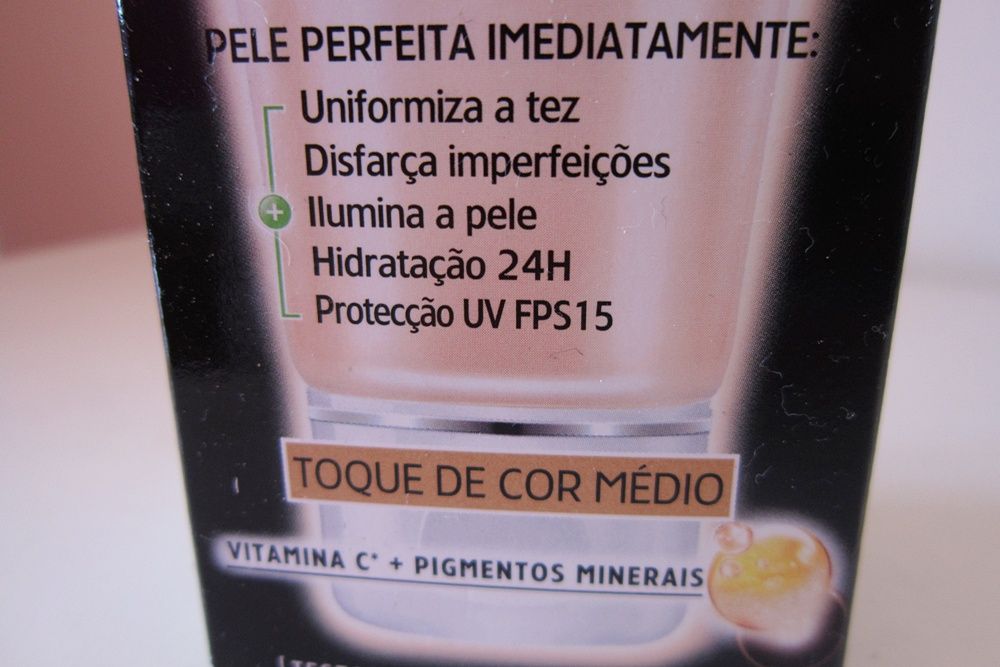 PELE PERFEITA IMEDIATAMENTE:
Uniformiza a tez
Disfarça imperfeições
+
Ilumina a pele
Hidratação 24H
Protecção UV FPS15
TOQUE DE COR MÉDIO
VITAMINA C* + PIGMENTOS MINERAIS